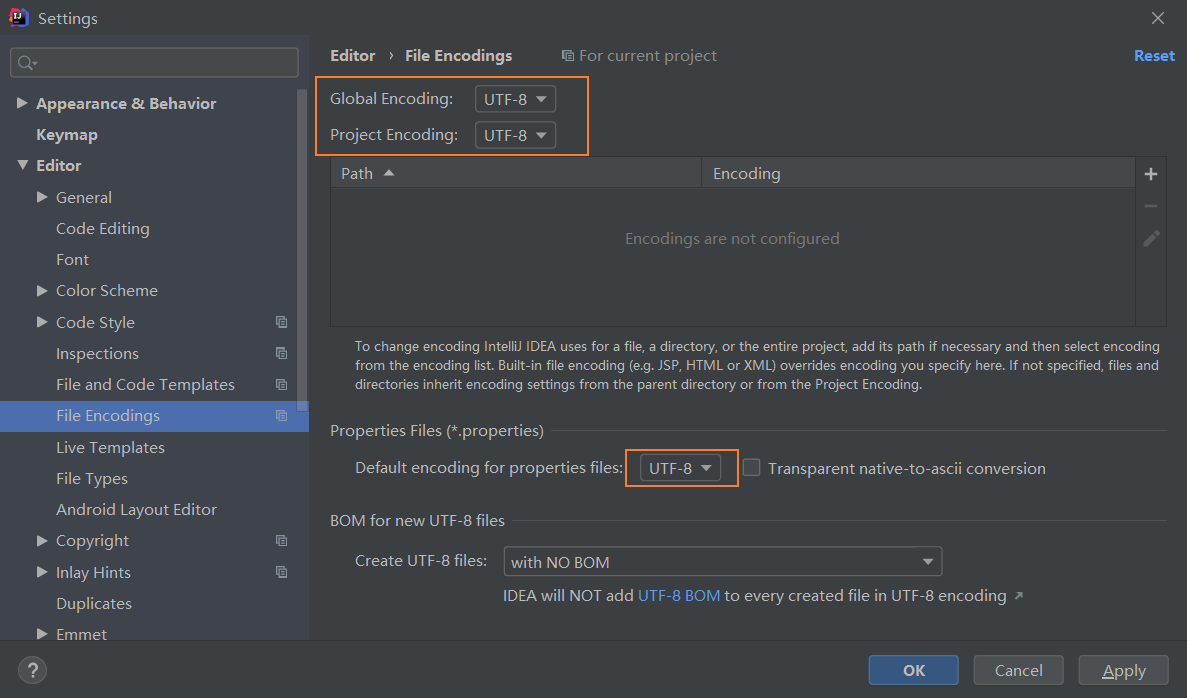 Settings
Editor › File Encodings For current project Reset
Appearance & Behavior
Keymap
Editor
General
Code Editing
Font
Color Scheme
Code Style
Inspections
File and Code Templates
File Encodings
Live Templates
File Types
Android Layout Editor
Copyright
Inlay Hints
Duplicates
Emmet
Global Encoding: UTF-8
Project Encoding: UTF-8
Path Encoding
Encodings are not configured
To change encoding IntelliJ IDEA uses for a file, a directory, or the entire project, add its path if necessary and then select encoding
from the encoding list. Built-in file encoding (e.g. JSP, HTML or XML) overrides encoding you specify here. If not specified, files and
directories inherit encoding settings from the parent directory or from the Project Encoding.
Properties Files (*.properties)
Default encoding for properties files: UTF-8 Transparent native-to-ascii conversion
BOM for new UTF-8 files
Create UTF-8 files: with NO BOM
IDEA will NOT add UTF-8 BOM to every created file in UTF-8 encoding ↗
? OK Cancel Apply